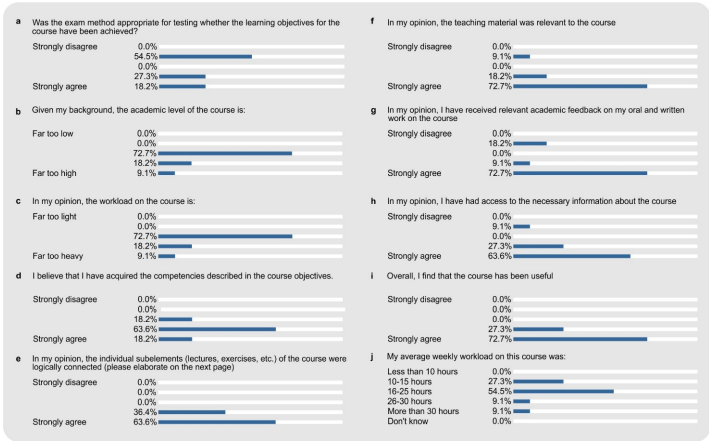 a Was the exam method appropriate for testing whether the learning objectives for the
course have been achieved?
Strongly disagree 0.0%
54.5%
0.0%
27.3%
Strongly agree 18.2%
b Given my background, the academic level of the course is:
Far too low 0.0%
0.0%
72.7%
18.2%
Far too high 9.1%
c In my opinion, the workload on the course is:
Far too light 0.0%
0.0%
72.7%
18.2%
Far too heavy 9.1%
d I believe that I have acquired the competencies described in the course objectives.
Strongly disagree 0.0%
0.0%
18.2%
63.6%
Strongly agree 18.2%
e In my opinion, the individual subelements (lectures, exercises, etc.) of the course were
logically connected (please elaborate on the next page)
Strongly disagree 0.0%
0.0%
0.0%
36.4%
Strongly agree 63.6%
f In my opinion, the teaching material was relevant to the course
Strongly disagree 0.0%
9.1%
0.0%
18.2%
Strongly agree 72.7%
g In my opinion, I have received relevant academic feedback on my oral and written
work on the course
Strongly disagree 0.0%
18.2%
0.0%
9.1%
Strongly agree 72.7%
h In my opinion, I have had access to the necessary information about the course
Strongly disagree 0.0%
9.1%
0.0%
27.3%
Strongly agree 63.6%
i Overall, I find that the course has been useful
Strongly disagree 0.0%
0.0%
0.0%
27.3%
Strongly agree 72.7%
j My average weekly workload on this course was:
Less than 10 hours 0.0%
10-15 hours 27.3%
16-25 hours 54.5%
26-30 hours 9.1%
More than 30 hours 9.1%
Don't know 0.0%